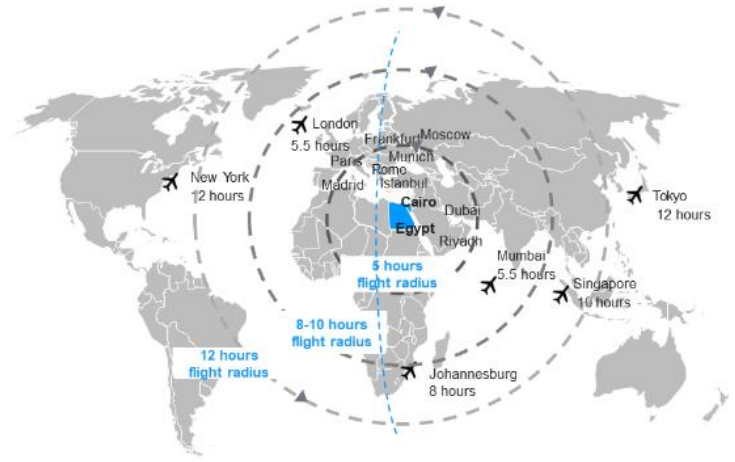 London
5.5 hours
Frankfurt
Moscow
Paris
Munich
Rome
Madrid
Istanbul
New York
12 hours
Cairo
Egypt
Dubai
Riyadh
Tokyo
12 hours
Mumbai
5.5 hours
5 hours
flight radius
Singapore
10 hours
8-10 hours
flight radius
12 hours
flight radius
Johannesburg
8 hours